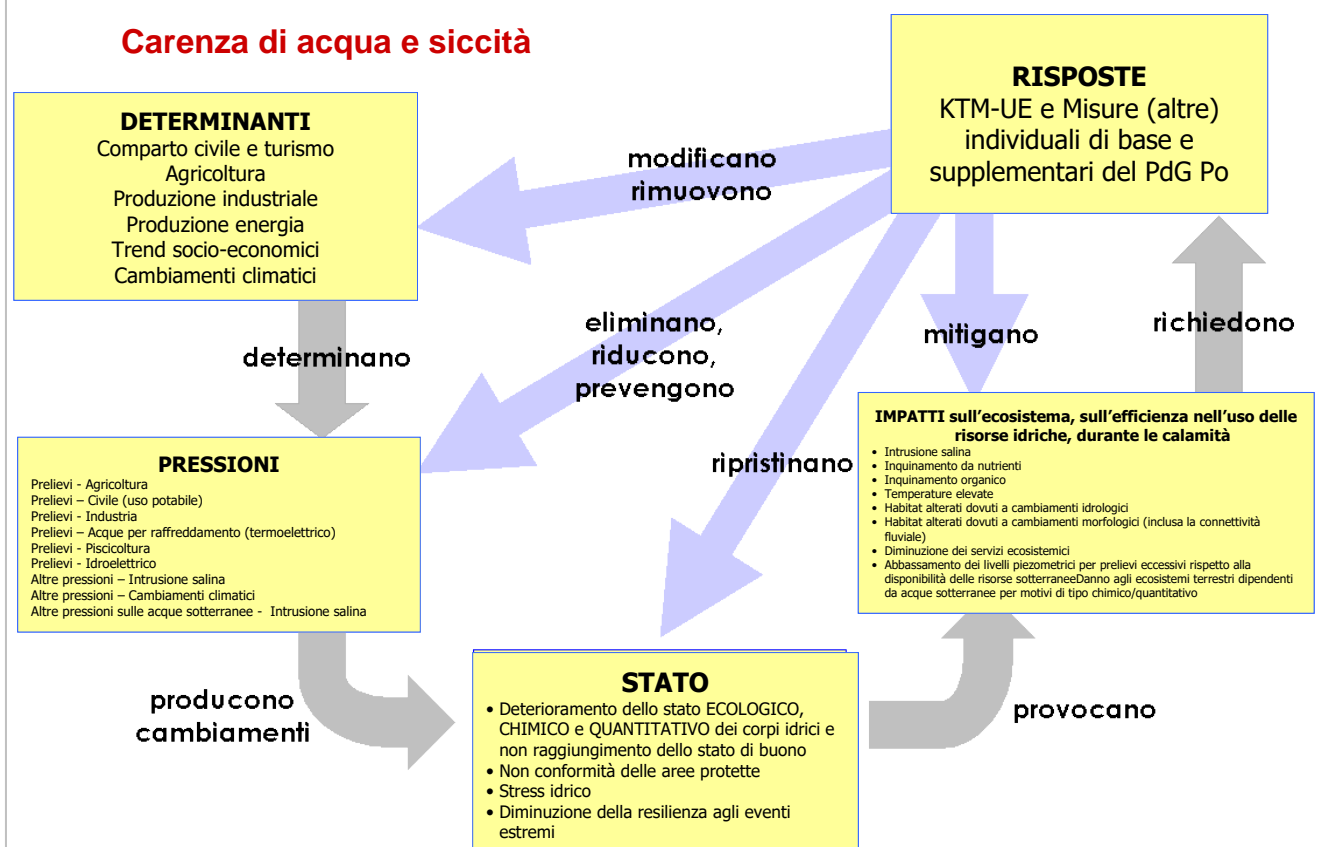 Carenza di acqua e siccità
DETERMINANTI
Comparto civile e turismo
Agricoltura
Produzione industriale
Produzione energia
Trend socio-economici
Cambiamenti climatici
RISPOSTE
KTM-UE e Misure (altre)
individuali di base e
supplementari del PdG Po
modificano
rimuovono
determinano
eliminano,
riducono,
prevengono
mitigano
richiedono
ripristinano
PRESSIONI
Prelievi - Agricoltura
Prelievi – Civile (uso potabile)
Prelievi - Industria
Prelievi – Acque per raffreddamento (termoelettrico)
Prelievi - Piscicoltura
Prelievi - Idroelettrico
Altre pressioni – Intrusione salina
Altre pressioni – Cambiamenti climatici
Altre pressioni sulle acque sotterranee - Intrusione salina
IMPATTI sull'ecosistema, sull'efficienza nell'uso delle
risorse idriche, durante le calamità
• Intrusione salina
• Inquinamento da nutrienti
• Inquinamento organico
• Temperature elevate
• Habitat alterati dovuti a cambiamenti idrologici
• Habitat alterati dovuti a cambiamenti morfologici (inclusa la connettività
fluviale)
• Diminuzione dei servizi ecosistemici
• Abbassamento dei livelli piezometrici per prelievi eccessivi rispetto alla
disponibilità delle risorse sotterraneeDanno agli ecosistemi terrestri dipendenti
da acque sotterranee per motivi di tipo chimico/quantitativo
producono
cambiamenti
STATO
• Deterioramento dello stato ECOLOGICO,
CHIMICO e QUANTITATIVO dei corpi idrici e
non raggiungimento dello stato di buono
• Non conformità delle aree protette
• Stress idrico
• Diminuzione della resilienza agli eventi
estremi
provocano